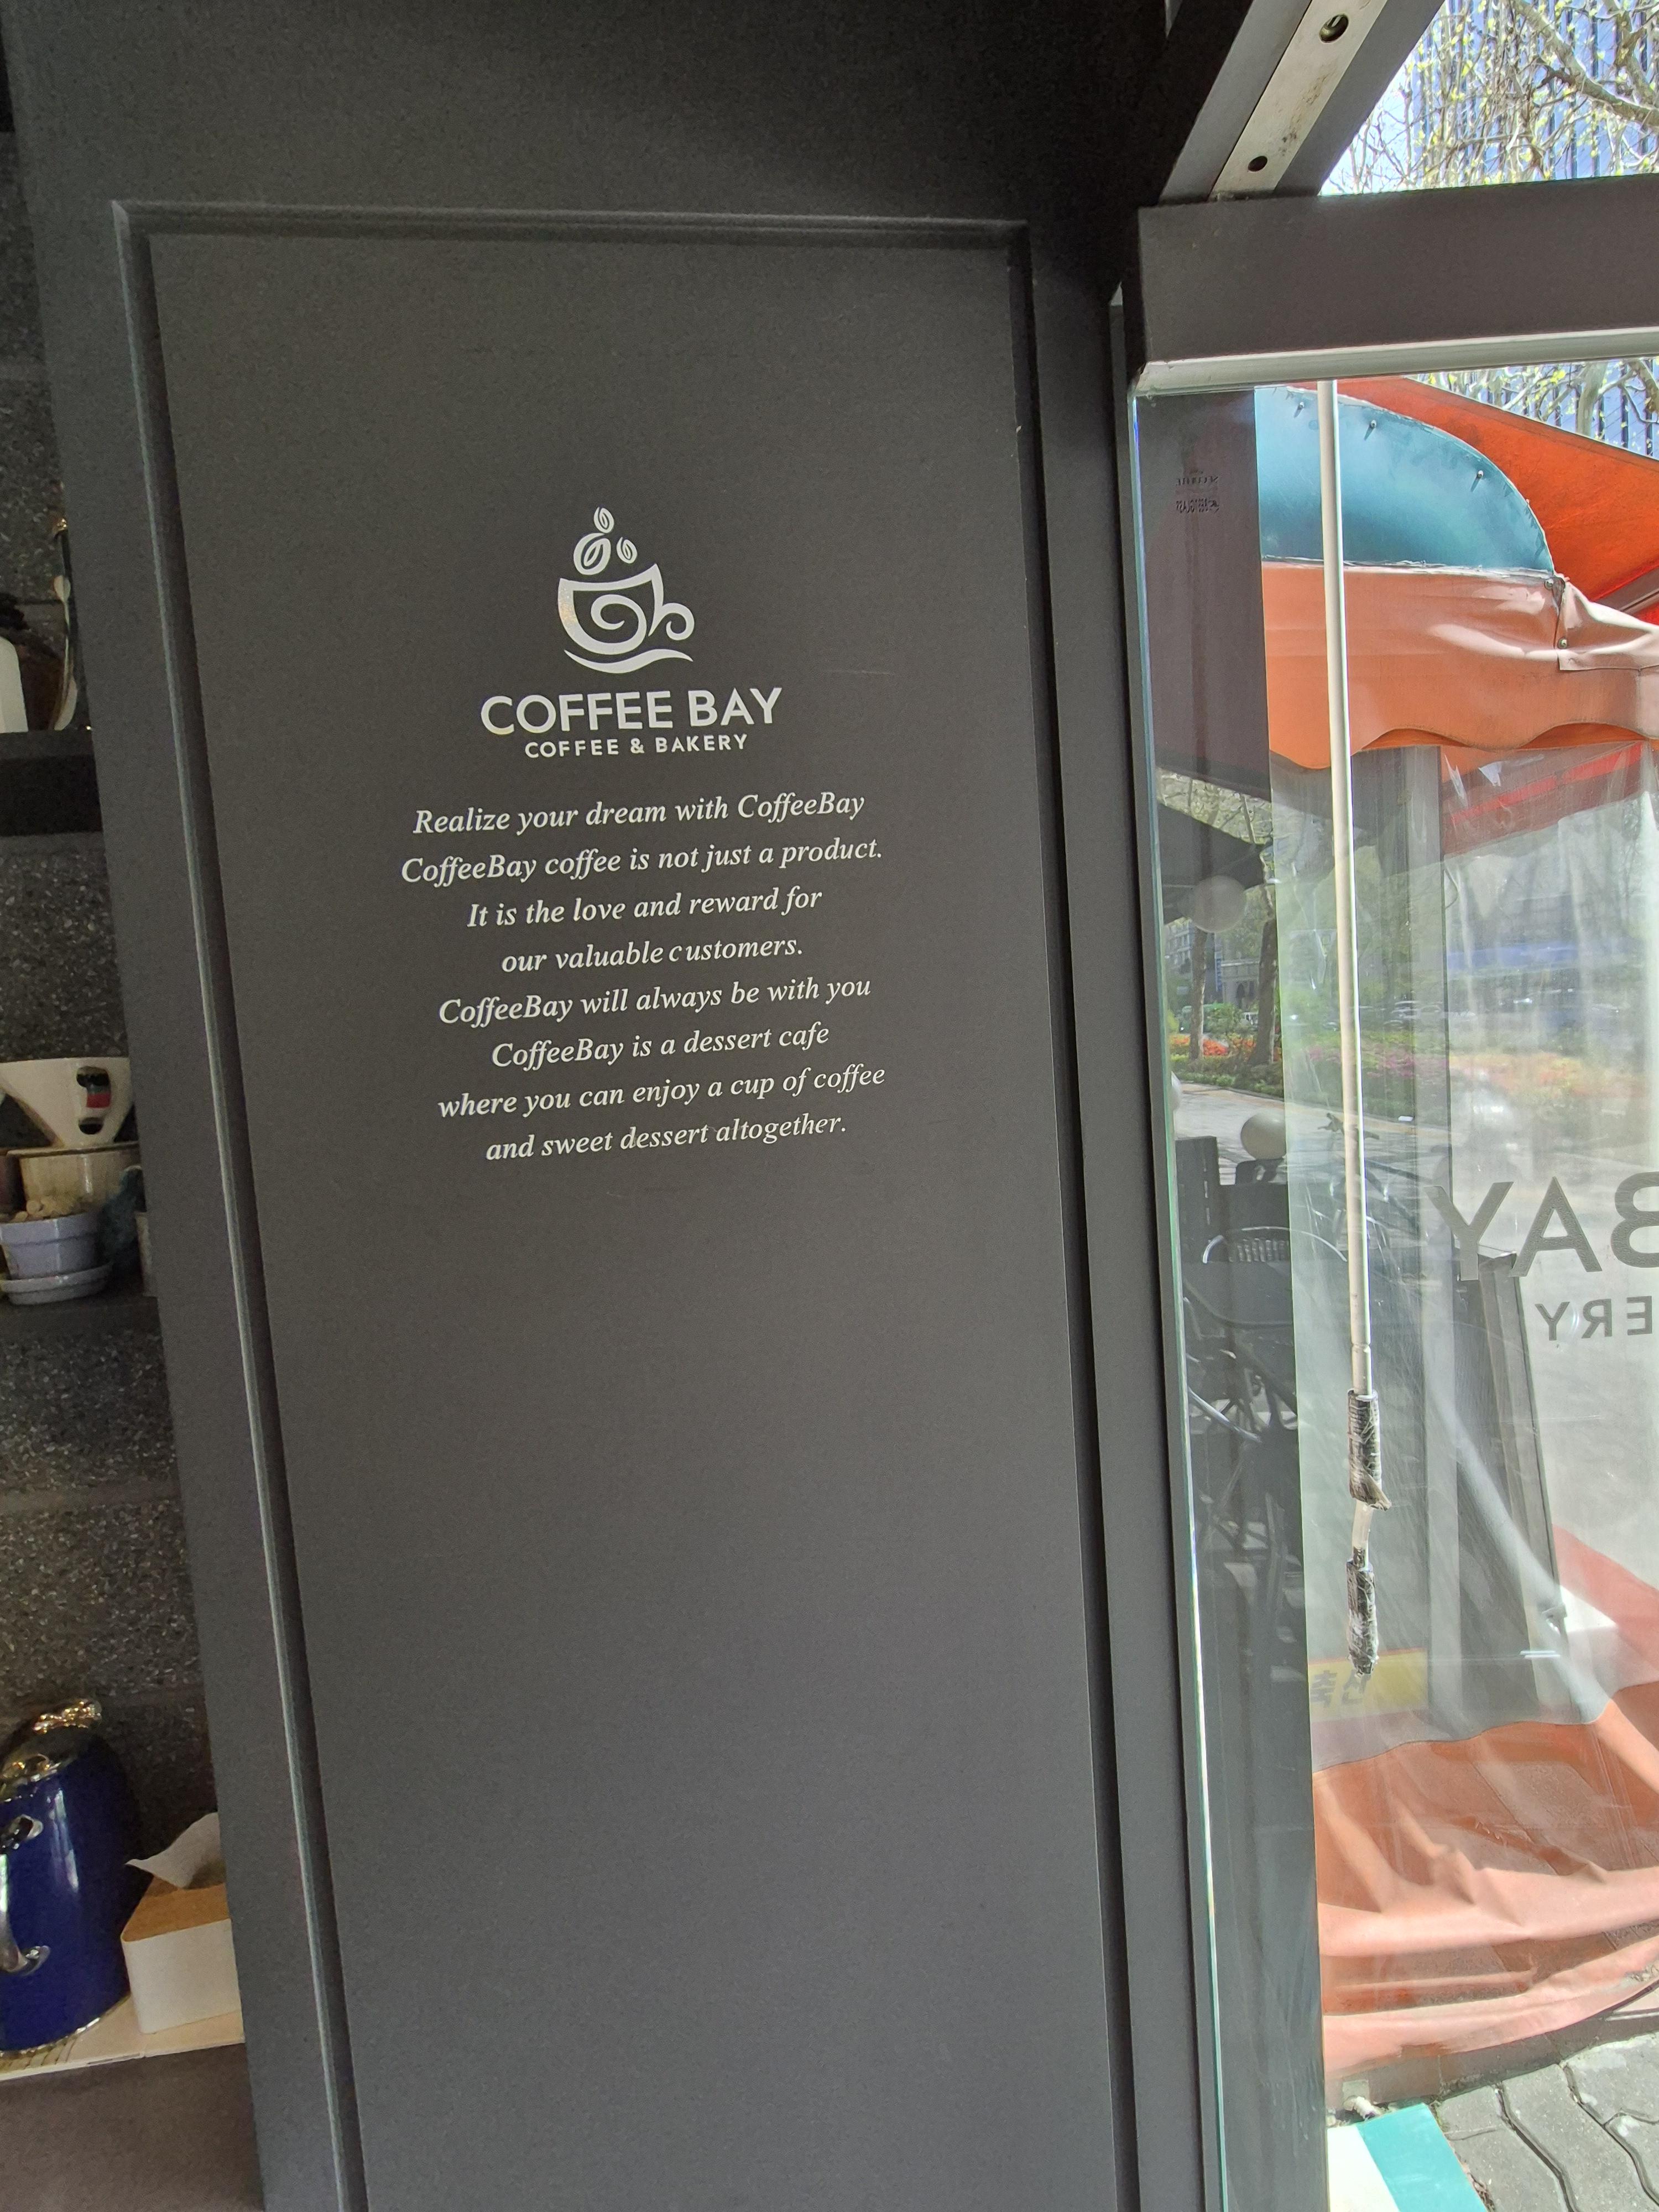 COFFEE BAY
COFFEE & BAKERY
Realize your dream with CoffeeBay
CoffeeBay coffee is not just a product.
It is the love and reward for
our valuable customers.
CoffeeBay will always be with you
CoffeeBay is a dessert cafe
where you can enjoy a cup of coffee
and sweet dessert altogether.
BAY
ERY